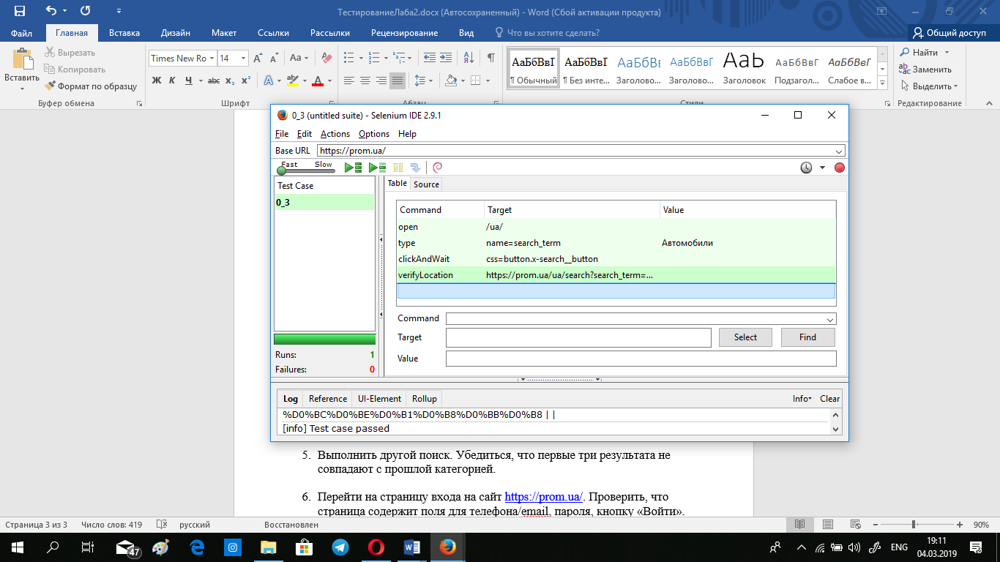 ТестированиеЛаба2.docx (Автосохраненный) - Word (Сбой активации продукта)
Файл Главная Вставка Дизайн Макет Ссылки Рассылки Рецензирование Вид Что вы хотите сделать? Общий доступ
Вставить
Вырезать
Копировать
Формат по образцу
Буфер обмена
Times New Ro 14
Aa
Ж К Ч abc x₂ x²
Шрифт
Абзац
АаБбВвГ АаБбВвГ АаБбВв АаБбВвГ АаЬ АаБбВвГ АаБбВвГ
¶ Обычный ¶ Без инте... Заголово... Заголово... Заголовок Подзагол... Слабое в...
Стили
Найти
Заменить
Выделить
Редактирование
0_3 (untitled suite) - Selenium IDE 2.9.1
File Edit Actions Options Help
Base URL https://prom.ua/
Fast Slow
Test Case
0_3
Runs: 1
Failures: 0
Table Source
Command Target Value
open /ua/
type name=search_term Автомобили
clickAndWait css=button.x-search__button
verifyLocation https://prom.ua/ua/search?search_term=...
Command
Target Select Find
Value
Log Reference UI-Element Rollup Info Clear
%D0%BC%D0%BE%D0%B1%D0%B8%D0%BB%D0%B8 | |
[info] Test case passed
5. Выполнить другой поиск. Убедиться, что первые три результата не
совпадают с прошлой категорией.
6. Перейти на страницу входа на сайт https://prom.ua/. Проверить, что
страница содержит поля для телефона/email, пароля, кнопку «Войти».
Страница 3 из 3 Число слов: 419 русский Восстановлен 90%
47
ENG
19:11
04.03.2019